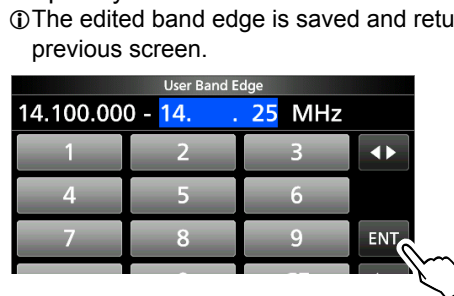 ⓘThe edited band edge is saved and retu
previous screen.
User Band Edge
14.100.000 - 14.    . 25 MHz
1 2 3 ◀▶
4 5 6
7 8 9 ENT